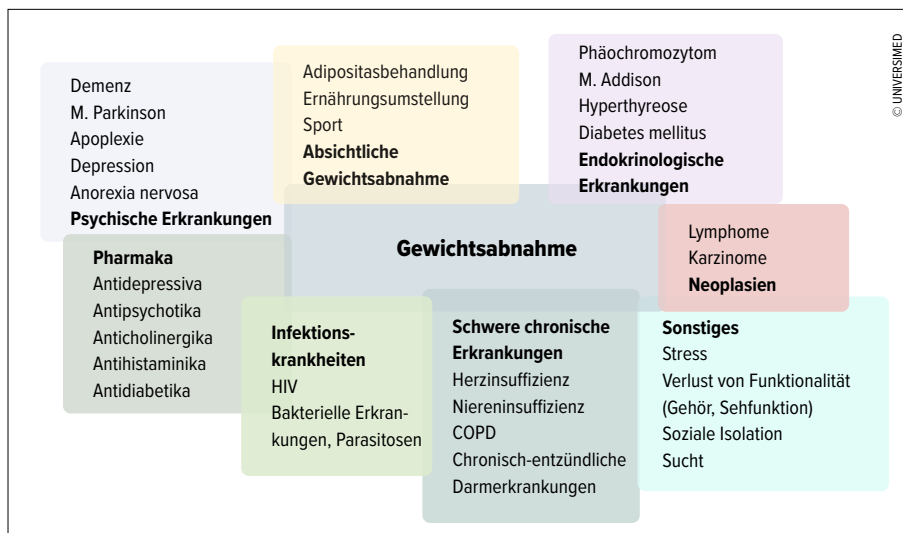 Demenz
M. Parkinson
Apoplexie
Depression
Anorexia nervosa
Psychische Erkrankungen
Adipositasbehandlung
Ernährungsumstellung
Sport
Absichtliche
Gewichtsabnahme
Phäochromozytom
M. Addison
Hyperthyreose
Diabetes mellitus
Endokrinologische
Erkrankungen
© UNIVERSIMED
Gewichtsabnahme
Lymphome
Karzinome
Neoplasien
Pharmaka
Antidepressiva
Antipsychotika
Anticholinergika
Antihistaminika
Antidiabetika
Infektions-
krankheiten
HIV
Bakterielle Erkran-
kungen, Parasitosen
Schwere chronische
Erkrankungen
Herzinsuffizienz
Niereninsuffizienz
COPD
Chronisch-entzündliche
Darmerkrankungen
Sonstiges
Stress
Verlust von Funktionalität
(Gehör, Sehfunktion)
Soziale Isolation
Sucht